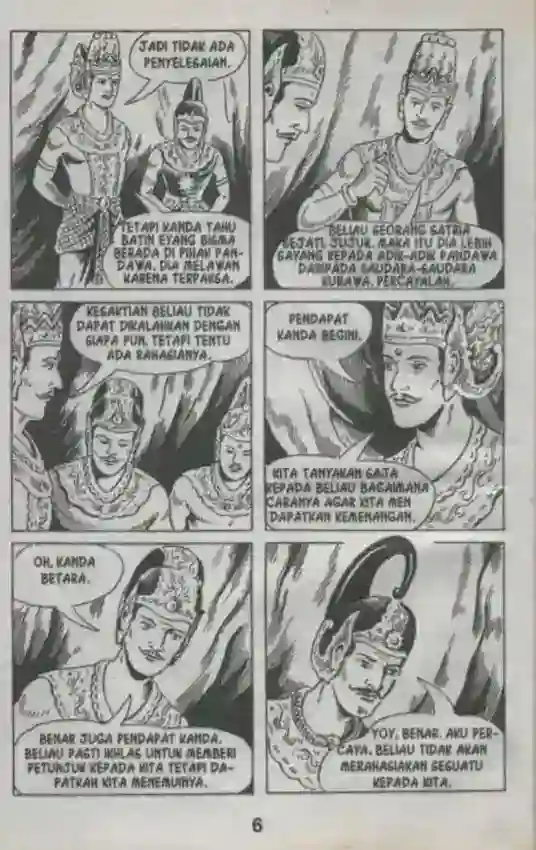 JADI TIDAK ADA
PENYELESAIAN.
TETAPI KANDA TAHU
BATIN EYANG BISMA
BERADA DI PIHAK PAN-
DAWA. DIA MELAWAN
KARENA TERPAKSA.
BELIAU SEORANG SATRIA
SEJATI, JUJUR. MAKA ITU DIA LEBIH
SAYANG KEPADA ADIK-ADIK PANDAWA
DARIPADA SAUDARA-SAUDARA
KURAWA. PERCAYALAH.
KESAKTIAN BELIAU TIDAK
DAPAT DIKALAHKAN DENGAN
SIAPA PUN. TETAPI TENTU
ADA RAHASIANYA.
PENDAPAT
KANDA BEGINI.
KITA TANYAKAN SAJA
KEPADA BELIAU BAGAIMANA
CARANYA AGAR KITA MEN
DAPATKAN KEMENANGAN.
OH, KANDA
BETARA.
BENAR JUGA PENDAPAT KANDA.
BELIAU PASTI IKHLAS UNTUK MEMBERI
PETUNJUK KEPADA KITA TETAPI DA-
PATKAH KITA MENEMUINYA.
YOY, BENAR. AKU PER-
CAYA. BELIAU TIDAK AKAN
MERAHASIAKAN SESUATU
KEPADA KITA.
6